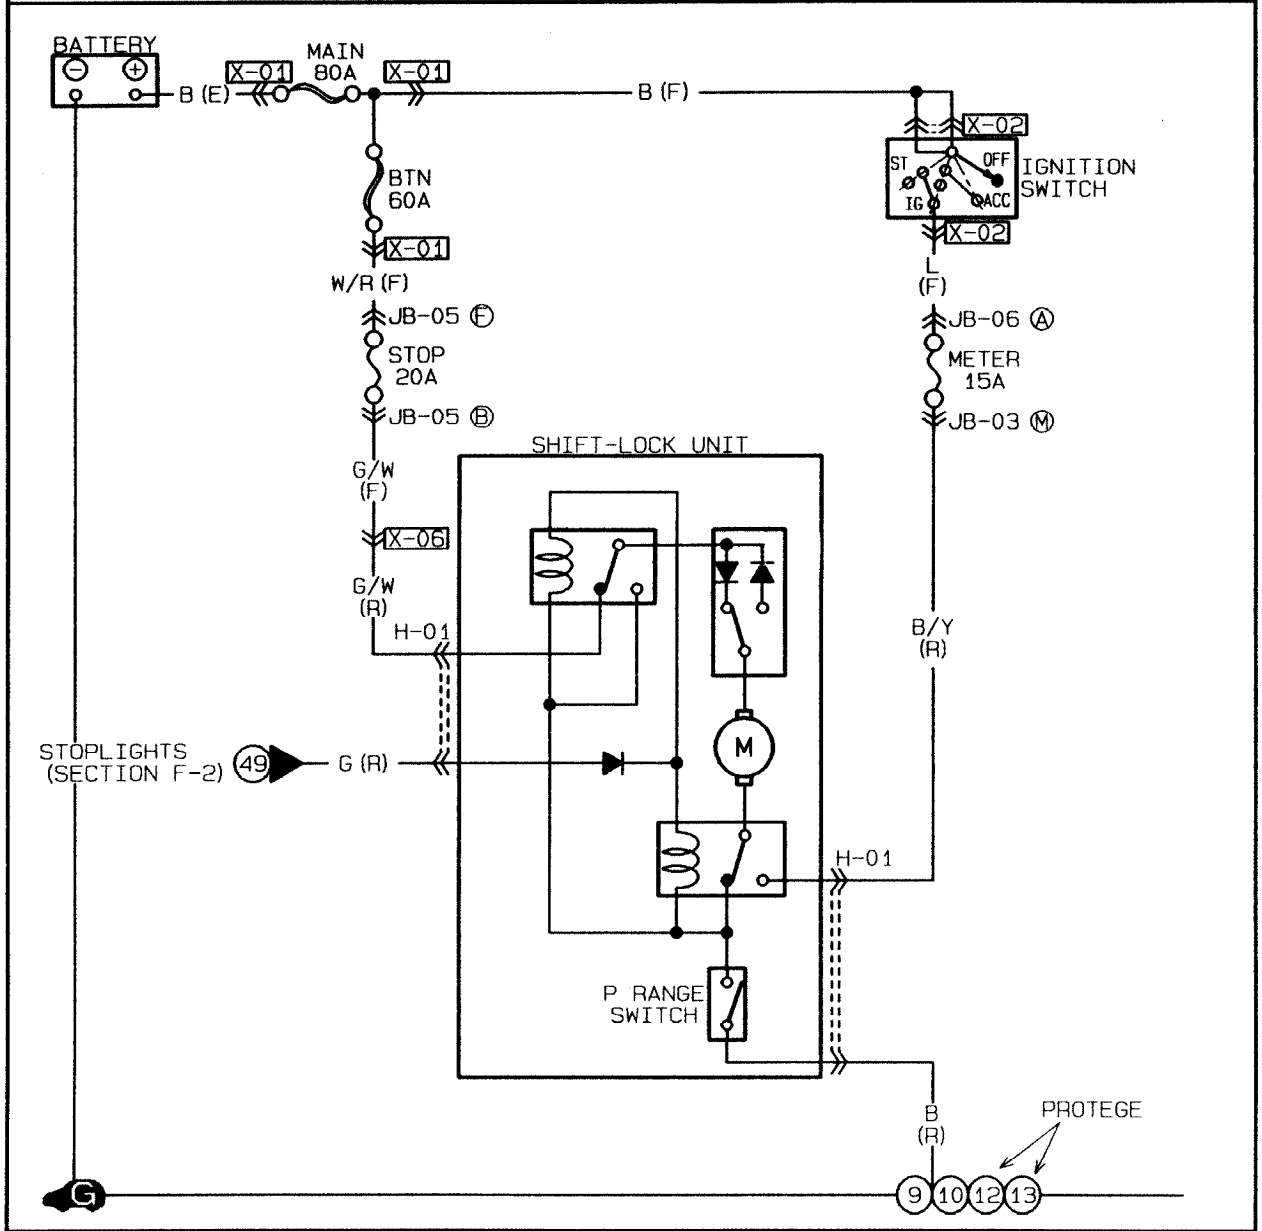 BATTERY
− +
B (E)
X-01
MAIN
80A
X-01
B (F)
X-02
ST
OFF
IG
ACC
IGNITION
SWITCH
X-02
BTN
60A
X-01
W/R (F)
JB-05 F
STOP
20A
JB-05 B
L
(F)
JB-06 A
METER
15A
JB-03 M
G/W
(F)
SHIFT-LOCK UNIT
X-06
G/W
(R)
H-01
B/Y
(R)
STOPLIGHTS
(SECTION F-2)
49
G (R)
M
H-01
P RANGE
SWITCH
B
(R)
PROTEGE
G
9 10 12 13